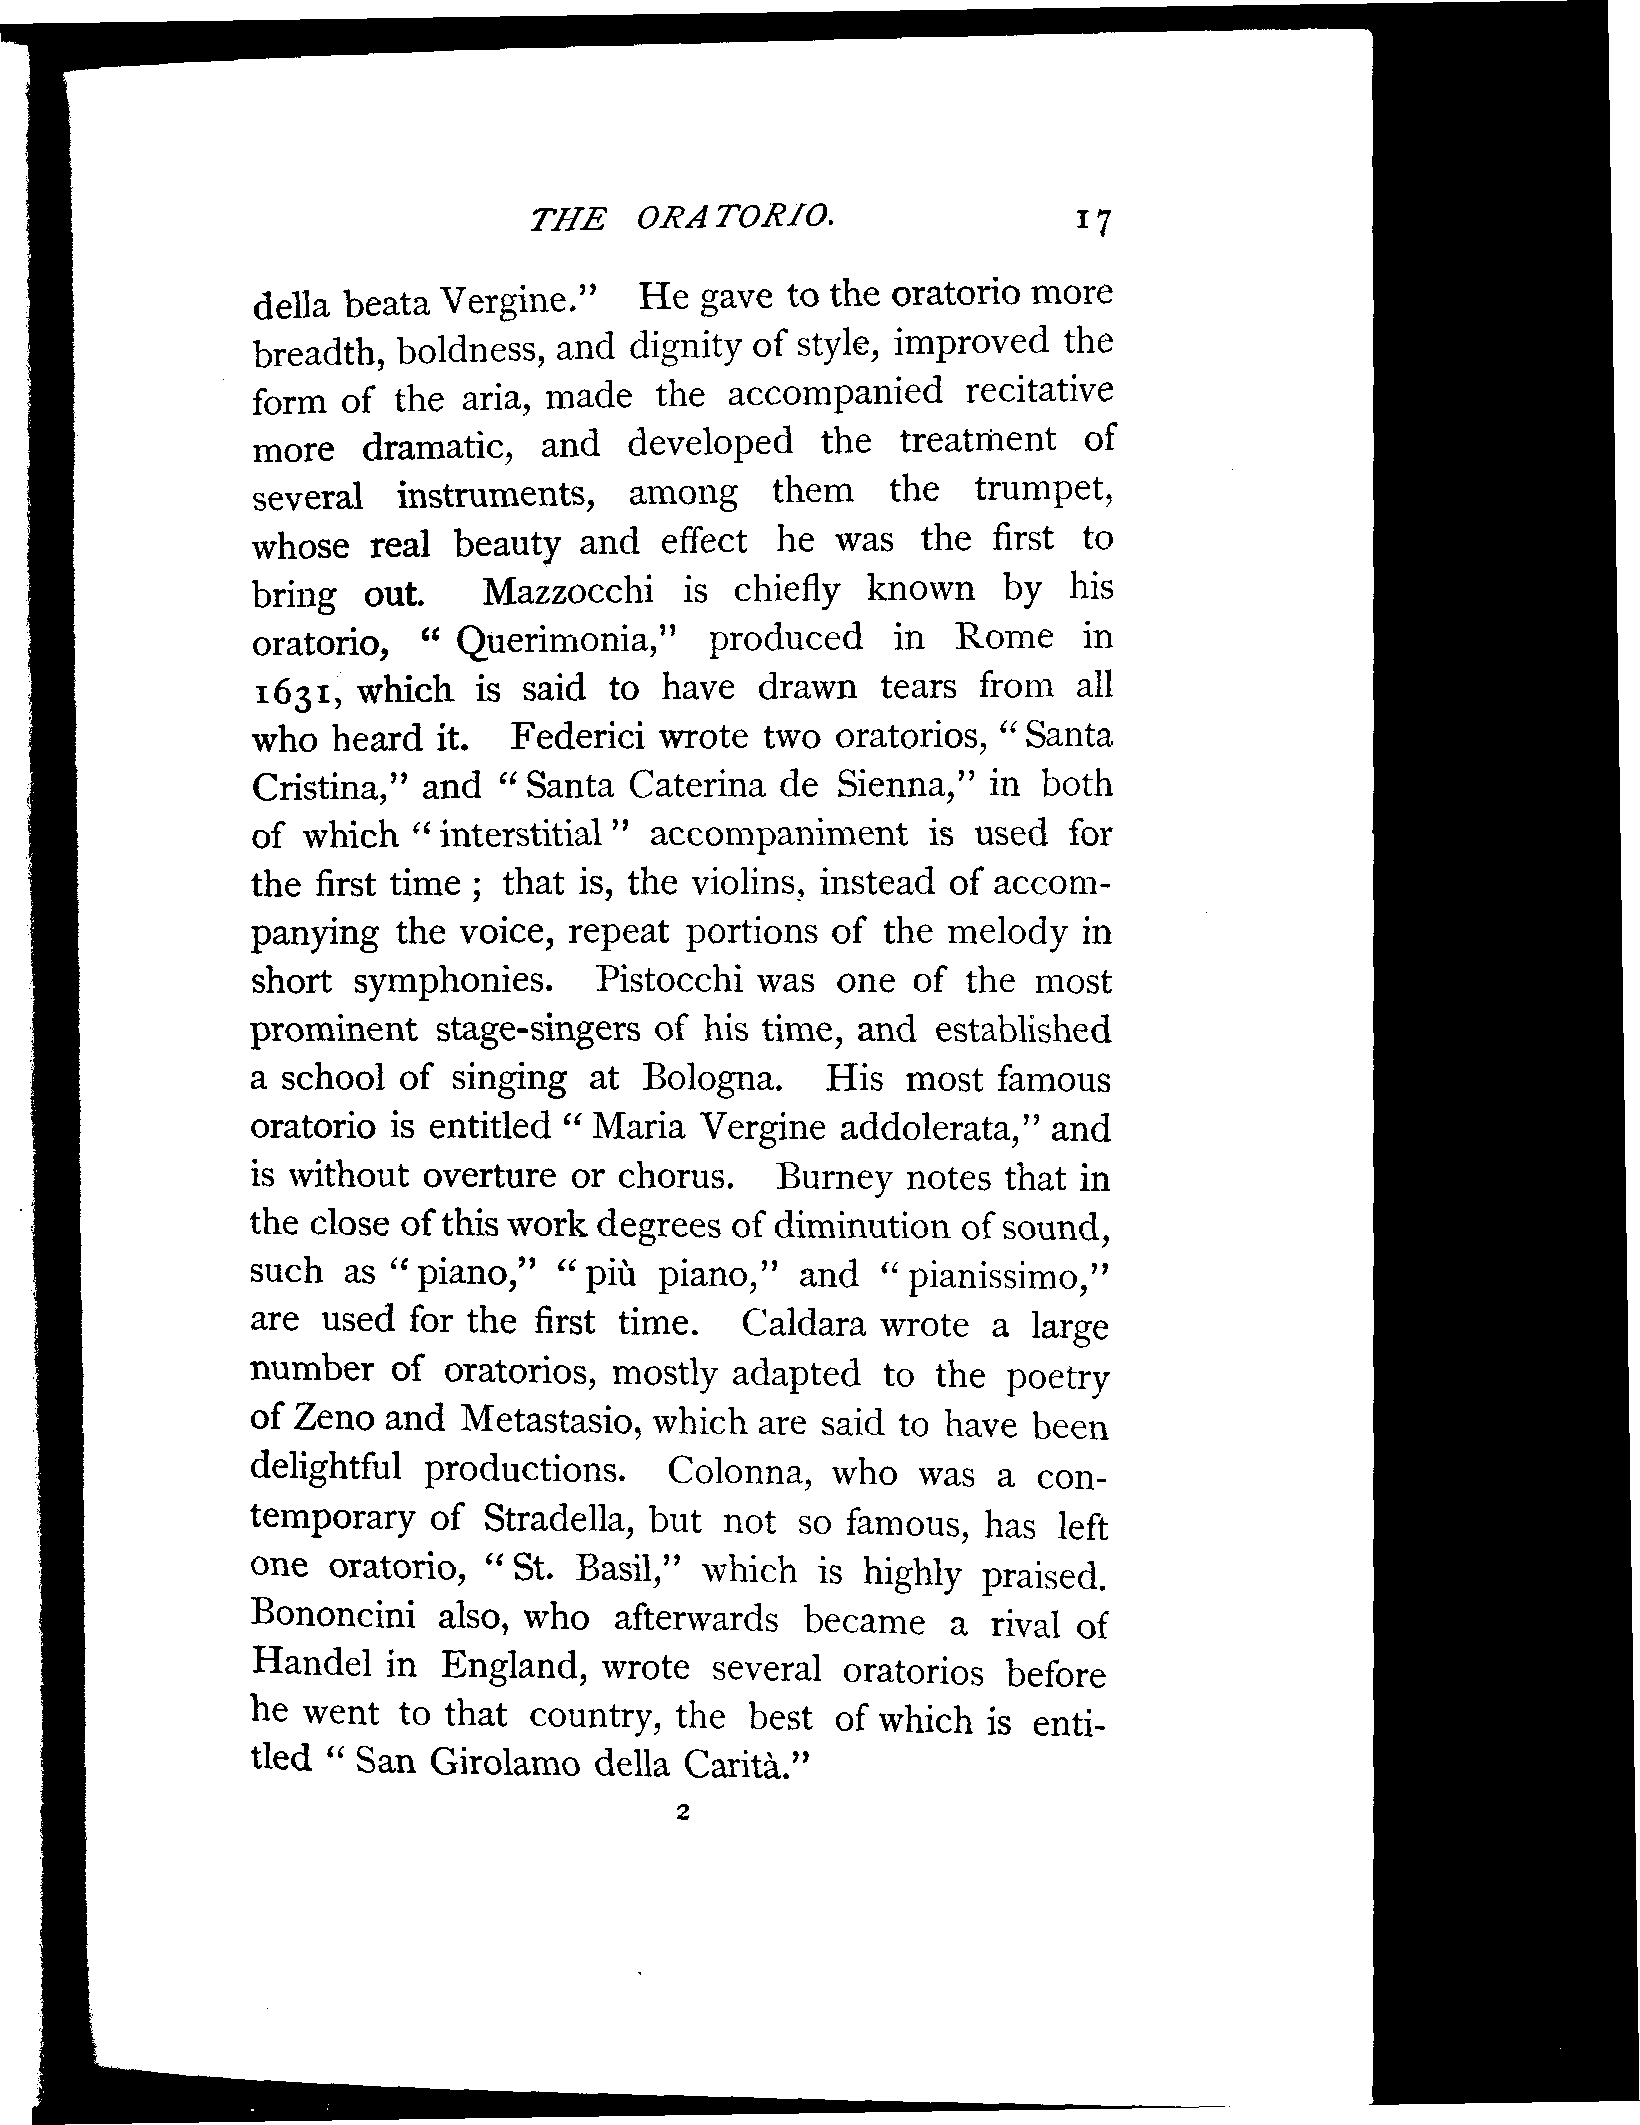 THE ORATORIO. 17
della beata Vergine." He gave to the oratorio more
breadth, boldness, and dignity of style, improved the
form of the aria, made the accompanied recitative
more dramatic, and developed the treatment of
several instruments, among them the trumpet,
whose real beauty and effect he was the first to
bring out. Mazzocchi is chiefly known by his
oratorio, "Querimonia," produced in Rome in
1631, which is said to have drawn tears from all
who heard it. Federici wrote two oratorios, "Santa
Cristina," and "Santa Caterina de Sienna," in both
of which "interstitial" accompaniment is used for
the first time; that is, the violins, instead of accom-
panying the voice, repeat portions of the melody in
short symphonies. Pistocchi was one of the most
prominent stage-singers of his time, and established
a school of singing at Bologna. His most famous
oratorio is entitled "Maria Vergine addolerata," and
is without overture or chorus. Burney notes that in
the close of this work degrees of diminution of sound,
such as "piano," "più piano," and "pianissimo,"
are used for the first time. Caldara wrote a large
number of oratorios, mostly adapted to the poetry
of Zeno and Metastasio, which are said to have been
delightful productions. Colonna, who was a con-
temporary of Stradella, but not so famous, has left
one oratorio, "St. Basil," which is highly praised.
Bononcini also, who afterwards became a rival of
Handel in England, wrote several oratorios before
he went to that country, the best of which is enti-
tled "San Girolamo della Carità."
2